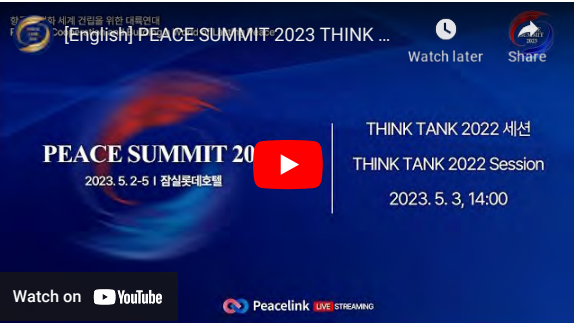 [English] PEACE SUMMIT 2023 THINK ...
Watch later
Share
PEACE SUMMIT 20
2023. 5. 2-5 I 잠실롯데호텔
THINK TANK 2022 세션
THINK TANK 2022 Session
2023. 5. 3, 14:00
Watch on YouTube
Peacelink LIVE STREAMING